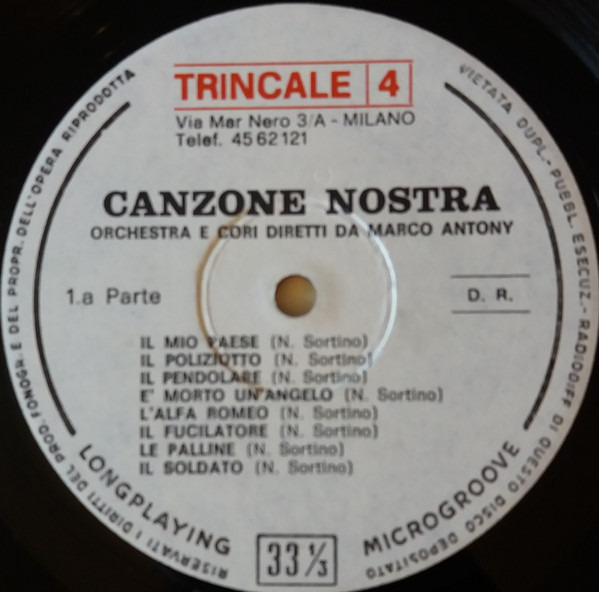 TRINCALE 4
Via Mar Nero 3/A - MILANO
Telef. 4562121
CANZONE NOSTRA
ORCHESTRA E CORI DIRETTI DA MARCO ANTONY
1.a Parte
D. R.
IL MIO PAESE (N. Sortino)
IL POLIZIOTTO (N. Sortino)
IL PENDOLARE (N. Sortino)
E' MORTO UN'ANGELO (N. Sortino)
L'ALFA ROMEO (N. Sortino)
IL FUCILATORE (N. Sortino)
LE PALLINE (N. Sortino)
IL SOLDATO (N. Sortino)
LONGPLAYING
33 1/3
MICROGROOVE
RISERVATI I DIRITTI DEL PROD. FONOGR. E DEL PROPR. DELL'OPERA RIPRODOTTA
VIETATA DUPL.- PUBBL. ESECUZ.- RADIODIFF DI QUESTO DISCO DEPOSITATO